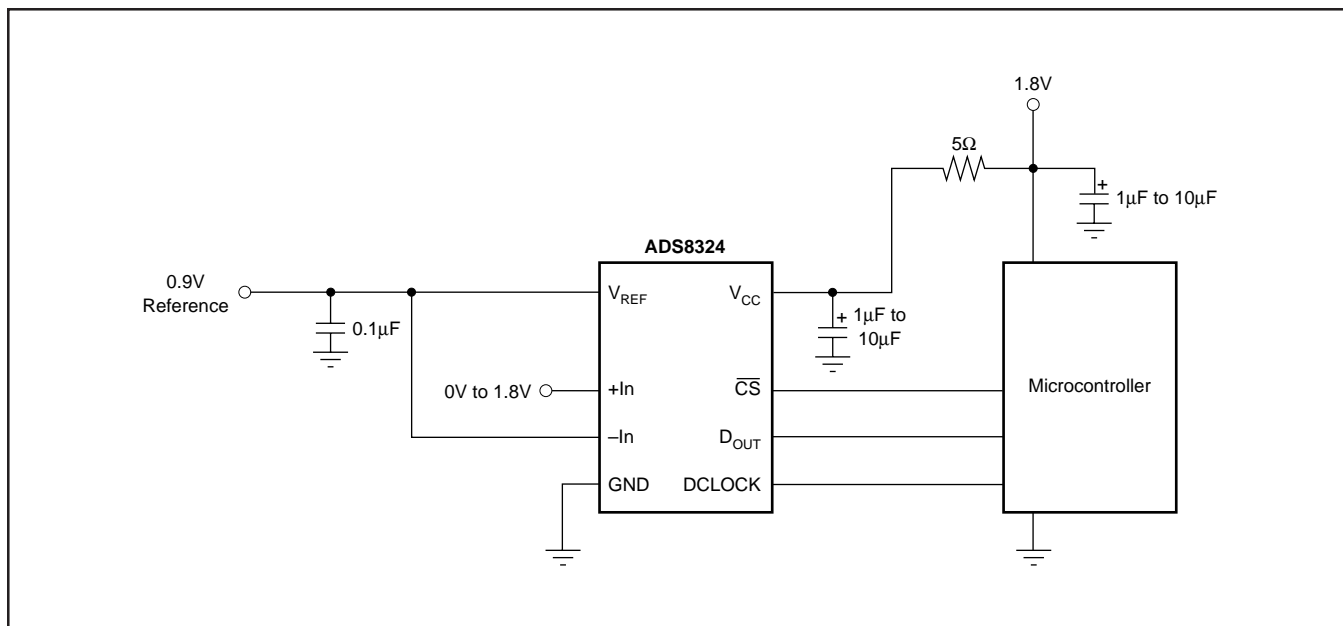 1.8V
5Ω
+
1μF to 10μF
ADS8324
0.9V
Reference
V_REF
V_CC
0.1μF
+
1μF to
10μF
0V to 1.8V
+In
C̅S̅
Microcontroller
–In
D_OUT
GND
DCLOCK